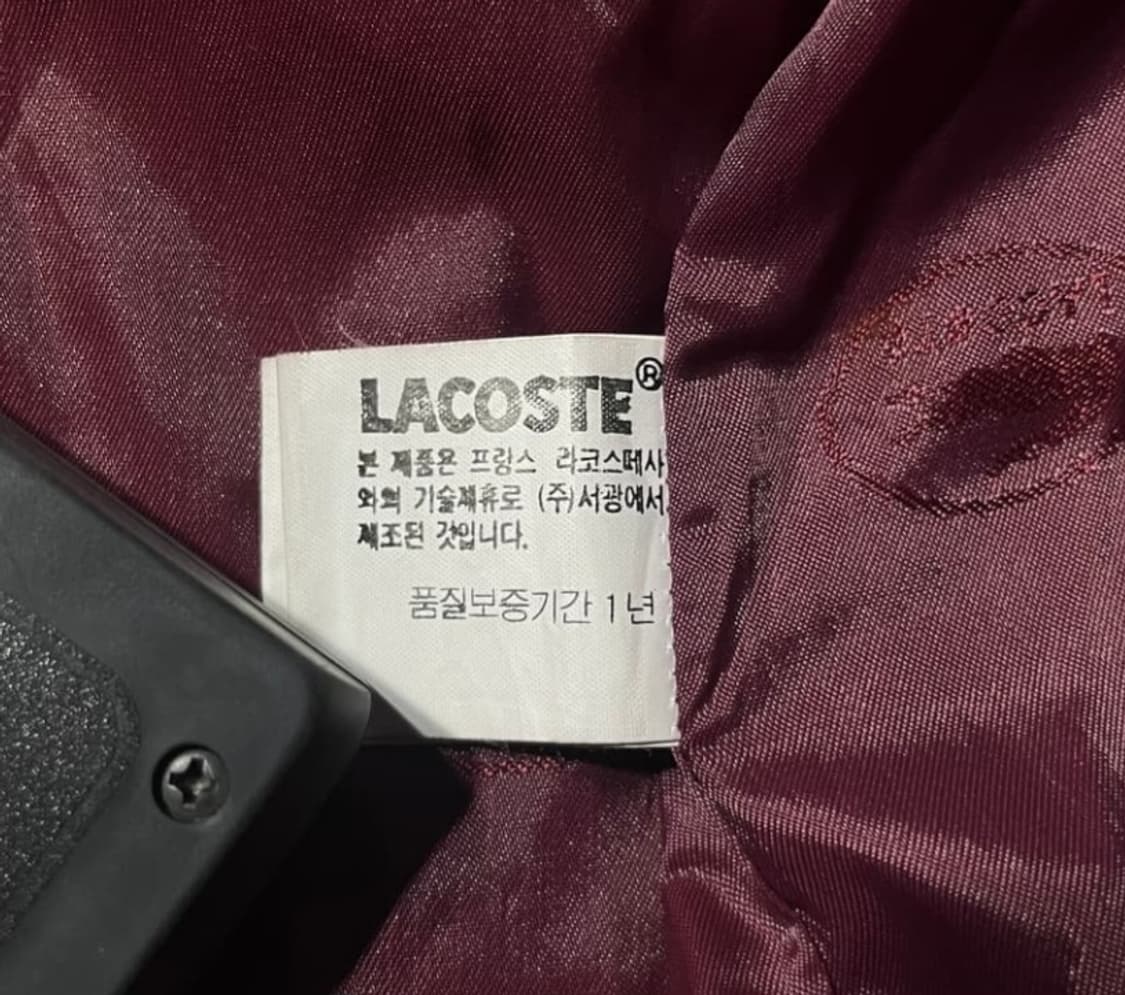 LACOSTE®
본 제품은 프랑스 라코스떼사
와의 기술제휴로 (주)서광에서
제조된 것입니다.
품질보증기간 1년